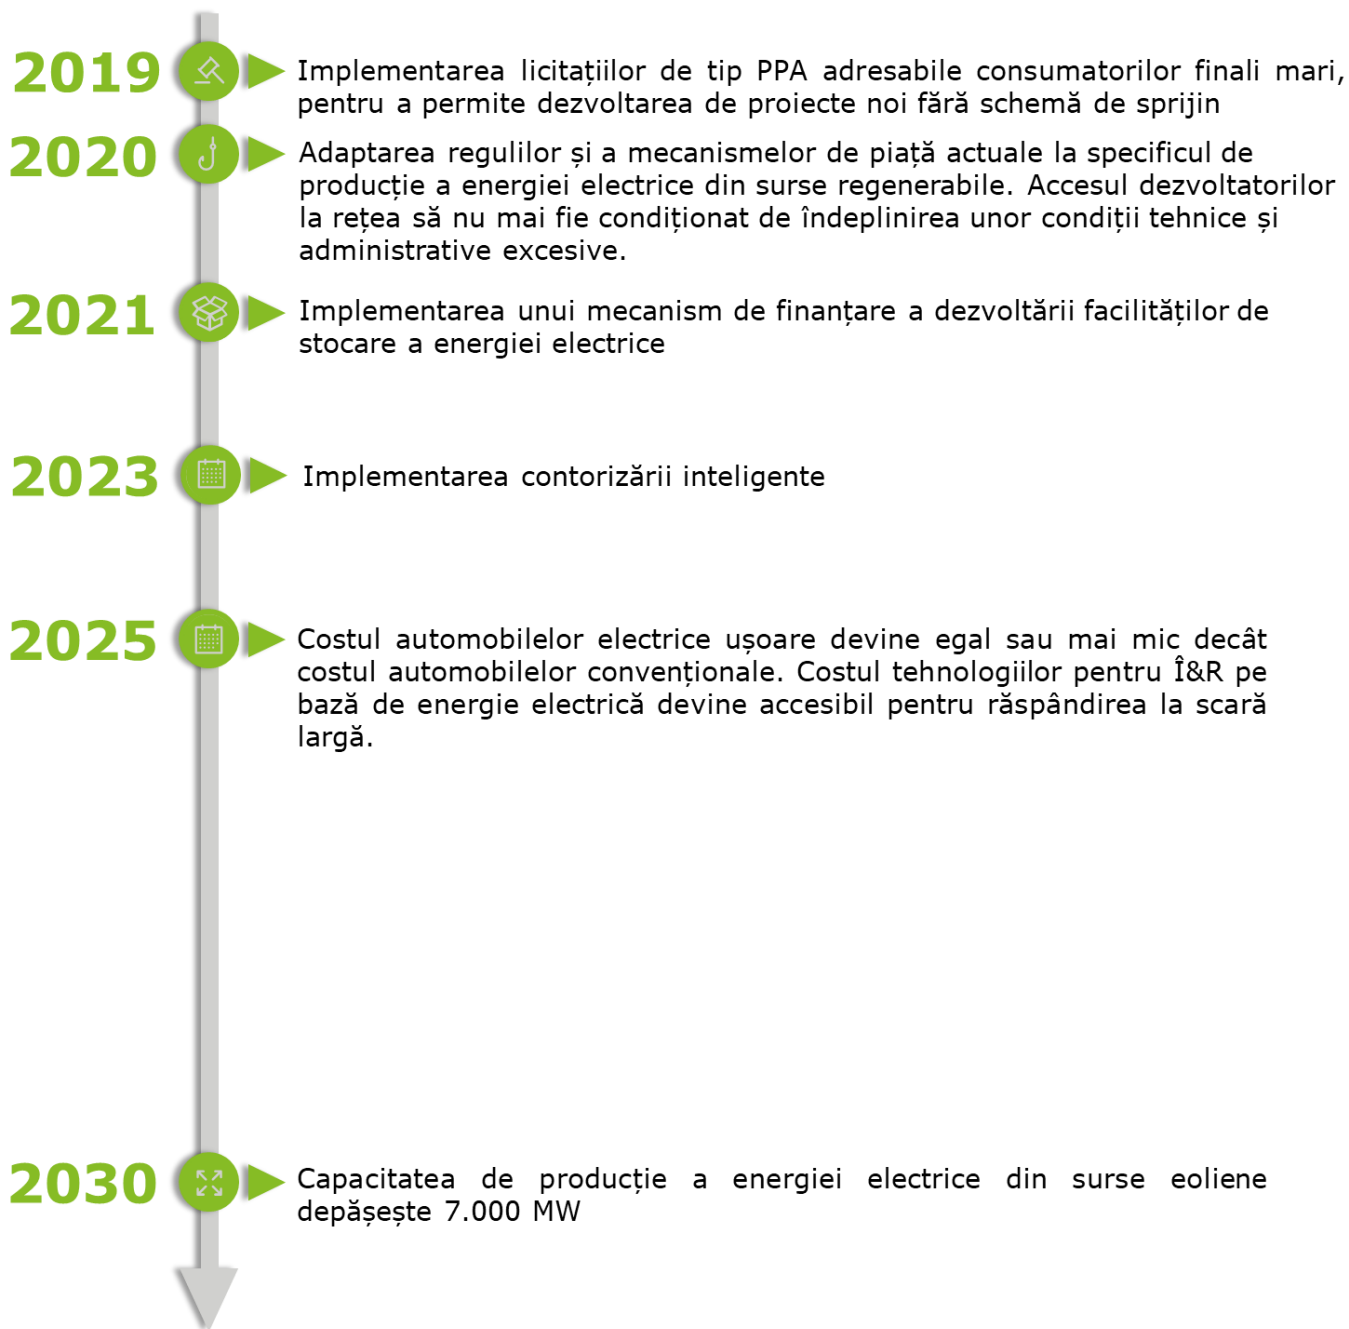 2019
Implementarea licitațiilor de tip PPA adresabile consumatorilor finali mari,
pentru a permite dezvoltarea de proiecte noi fără schemă de sprijin
2020
Adaptarea regulilor și a mecanismelor de piață actuale la specificul de
producție a energiei electrice din surse regenerabile. Accesul dezvoltatorilor
la rețea să nu mai fie condiționat de îndeplinirea unor condiții tehnice și
administrative excesive.
2021
Implementarea unui mecanism de finanțare a dezvoltării facilităților de
stocare a energiei electrice
2023
Implementarea contorizării inteligente
2025
Costul automobilelor electrice ușoare devine egal sau mai mic decât
costul automobilelor convenționale. Costul tehnologiilor pentru Î&R pe
bază de energie electrică devine accesibil pentru răspândirea la scară
largă.
2030
Capacitatea de producție a energiei electrice din surse eoliene
depășește 7.000 MW